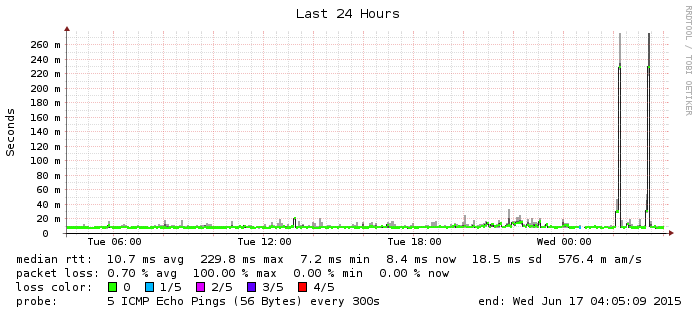 Last 24 Hours
RRDTOOL / TOBI OETIKER
Seconds
260 m
240 m
220 m
200 m
180 m
160 m
140 m
120 m
100 m
80 m
60 m
40 m
20 m
0
Tue 06:00 Tue 12:00 Tue 18:00 Wed 00:00
median rtt: 10.7 ms avg 229.8 ms max 7.2 ms min 8.4 ms now 18.5 ms sd 576.4 m am/s
packet loss: 0.70 % avg 100.00 % max 0.00 % min 0.00 % now
loss color: 0 1/5 2/5 3/5 4/5
probe: 5 ICMP Echo Pings (56 Bytes) every 300s end: Wed Jun 17 04:05:09 2015